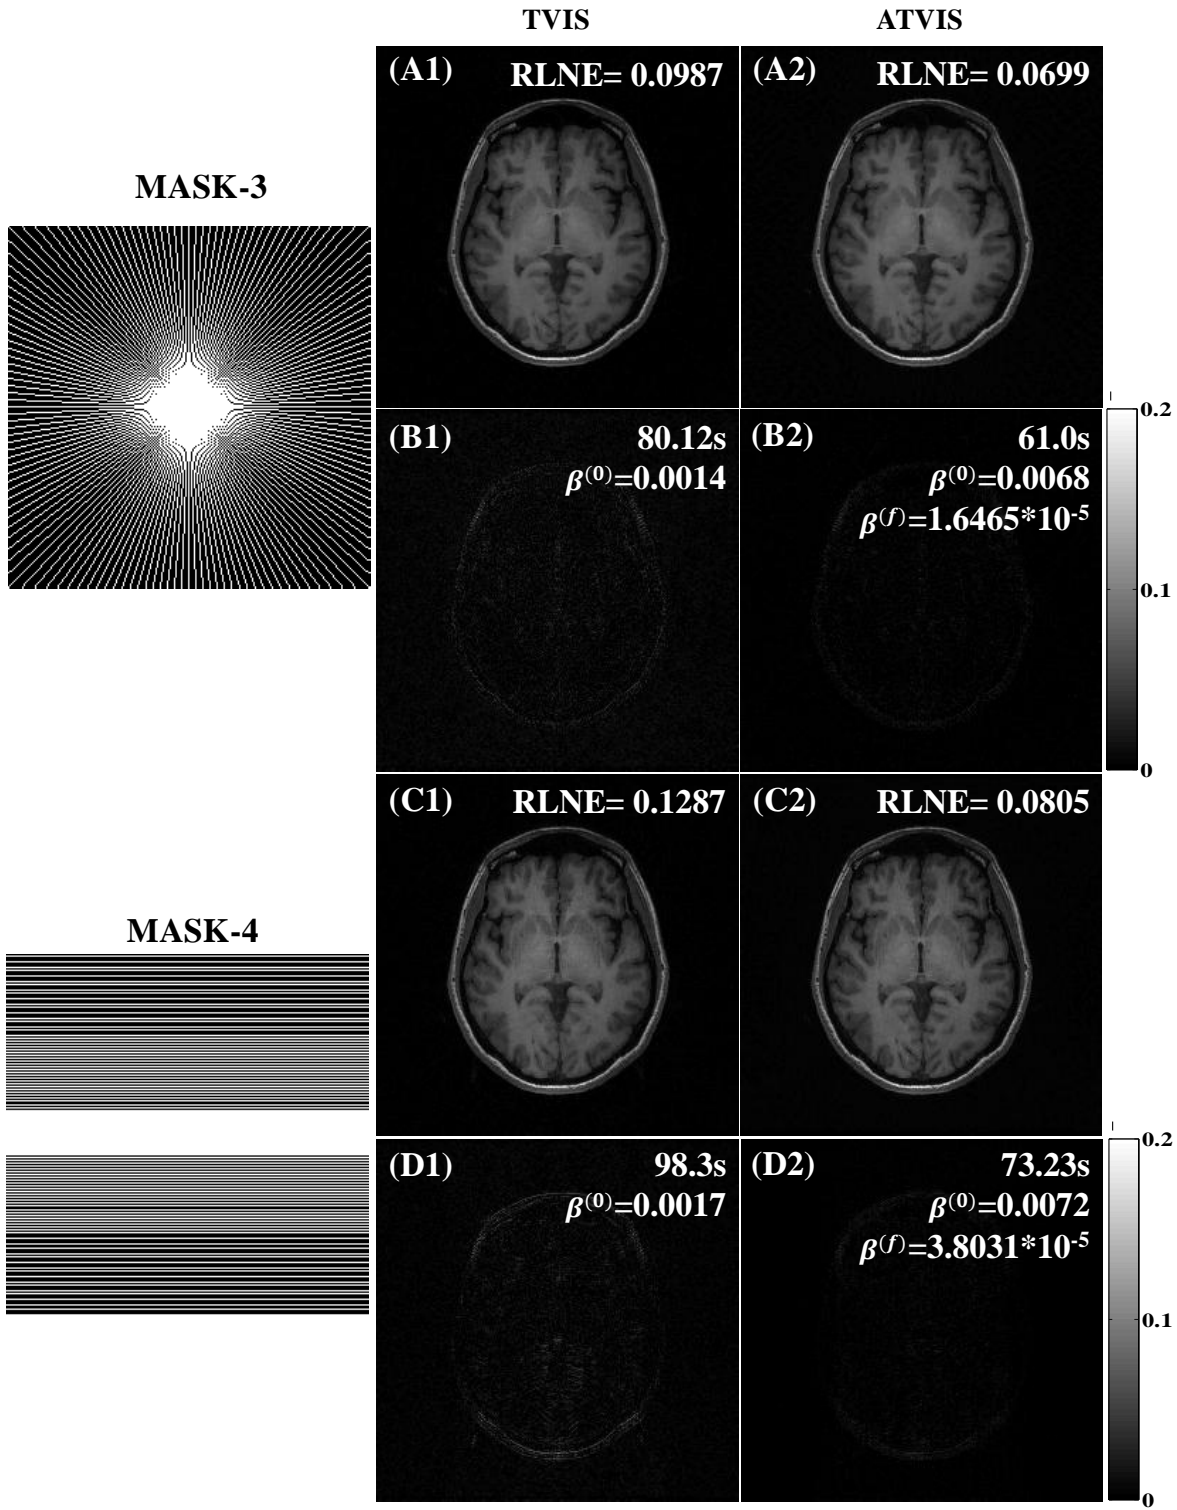 TVIS
ATVIS
(A1)
RLNE= 0.0987
(A2)
RLNE= 0.0699
MASK-3
(B1)
80.12s
β⁽⁰⁾=0.0014
(B2)
61.0s
β⁽⁰⁾=0.0068
β⁽ᶠ⁾=1.6465*10⁻⁵
0.2
0.1
0
(C1)
RLNE= 0.1287
(C2)
RLNE= 0.0805
MASK-4
(D1)
98.3s
β⁽⁰⁾=0.0017
(D2)
73.23s
β⁽⁰⁾=0.0072
β⁽ᶠ⁾=3.8031*10⁻⁵
0.2
0.1
0